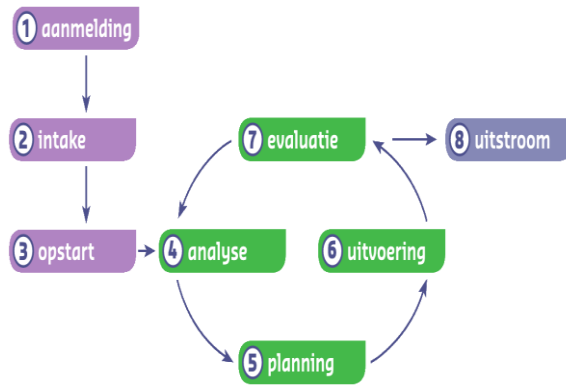 1 aanmelding
2 intake
3 opstart
4 analyse
5 planning
6 uitvoering
7 evaluatie
8 uitstroom